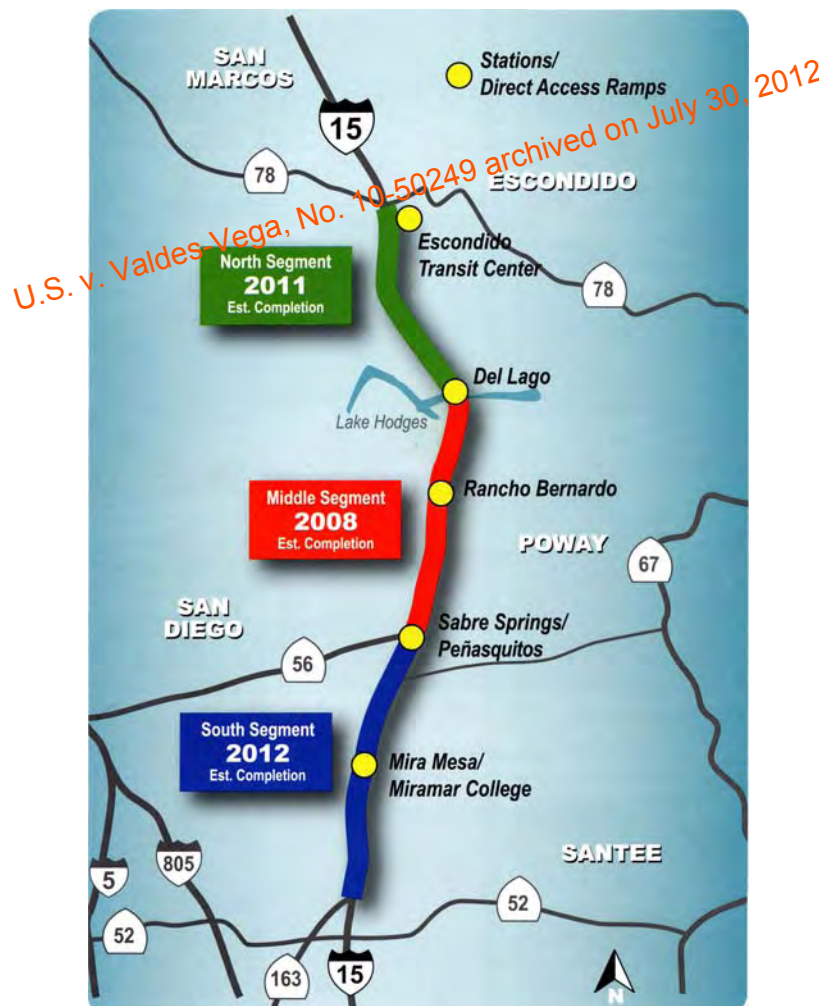 SAN
MARCOS
Stations/
Direct Access Ramps
U.S. v. Valdes-Vega, No. 10-50249 archived on July 30, 2012
15
78
ESCONDIDO
Escondido
Transit Center
North Segment
2011
Est. Completion
78
Del Lago
Lake Hodges
Rancho Bernardo
Middle Segment
2008
Est. Completion
POWAY
67
SAN
DIEGO
Sabre Springs/
Peñasquitos
56
South Segment
2012
Est. Completion
Mira Mesa/
Miramar College
SANTEE
805
5
52
52
163
15
N